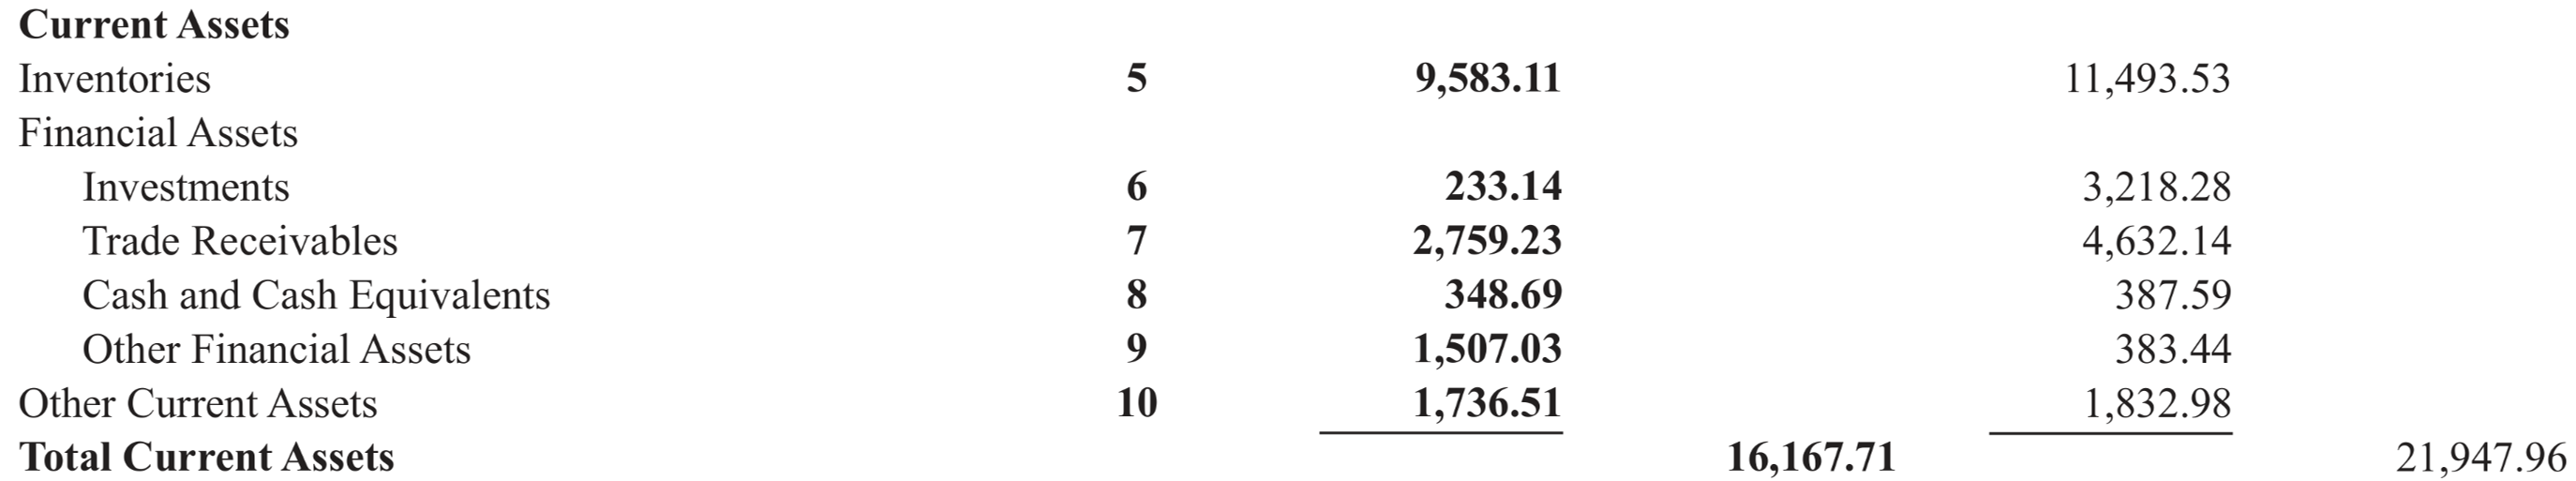 Current Assets
Inventories 5 9,583.11 11,493.53
Financial Assets
Investments 6 233.14 3,218.28
Trade Receivables 7 2,759.23 4,632.14
Cash and Cash Equivalents 8 348.69 387.59
Other Financial Assets 9 1,507.03 383.44
Other Current Assets 10 1,736.51 1,832.98
Total Current Assets 16,167.71 21,947.96